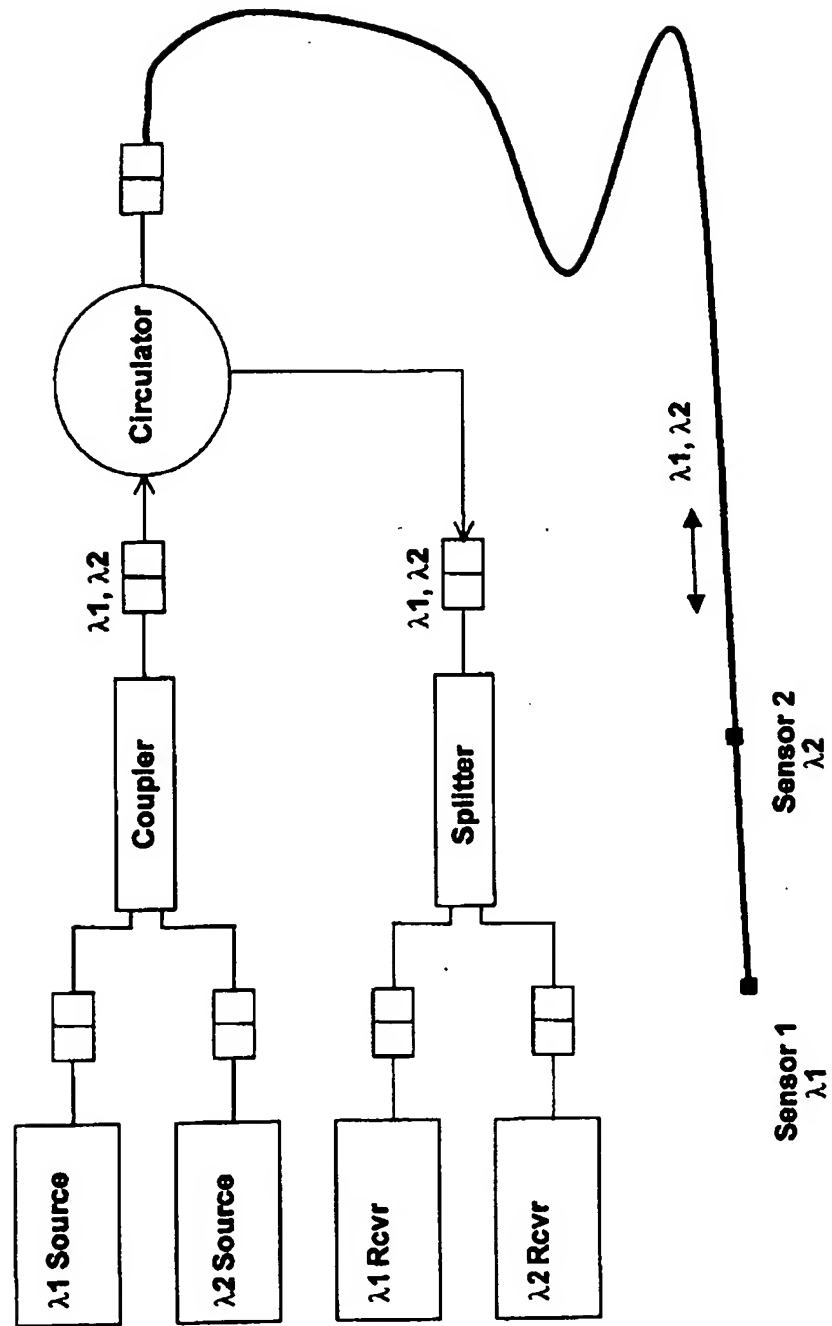 λ1 Source
λ2 Source
λ1 Rcvr
λ2 Rcvr
Coupler
Splitter
λ1, λ2
λ1, λ2
Circulator
λ1, λ2
Sensor 1
λ1
Sensor 2
λ2